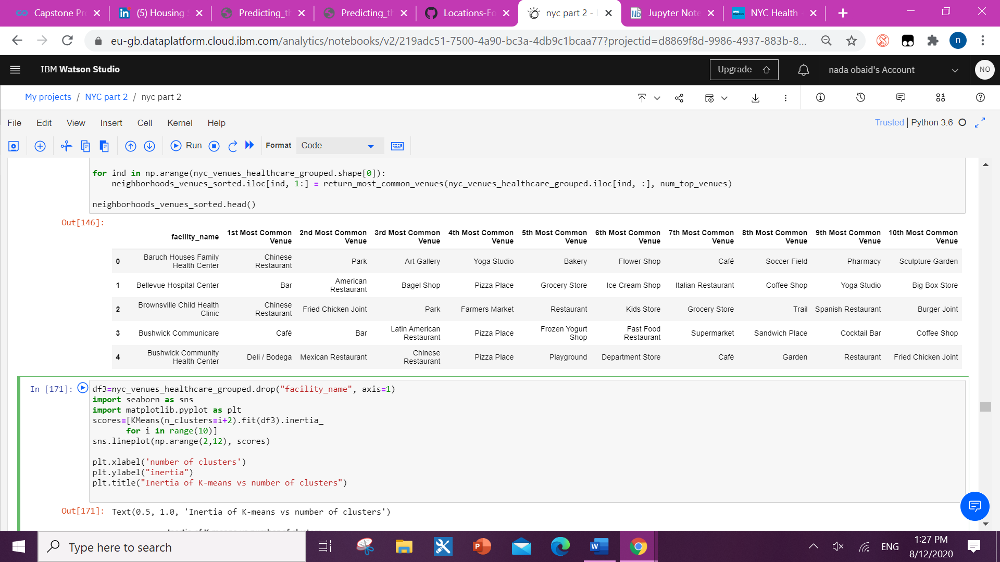 Capstone Pr
(5) Housing
Predicting_th
Predicting_th
Locations-Fo
nyc part 2 -
Jupyter Note
NYC Health
eu-gb.dataplatform.cloud.ibm.com/analytics/notebooks/v2/219adc51-7500-4a90-bc3a-4db9c1bcaa77?projectid=d8869f8d-9986-4937-883b-8...
n
IBM Watson Studio
Upgrade
nada obaid's Account
NO
My projects / NYC part 2 / nyc part 2
File Edit View Insert Cell Kernel Help
Trusted | Python 3.6
Run
Format
Code
for ind in np.arange(nyc_venues_healthcare_grouped.shape[0]):
    neighborhoods_venues_sorted.iloc[ind, 1:] = return_most_common_venues(nyc_venues_healthcare_grouped.iloc[ind, :], num_top_venues)
neighborhoods_venues_sorted.head()
Out[146]:
facility_name 1st Most Common Venue 2nd Most Common Venue 3rd Most Common Venue 4th Most Common Venue 5th Most Common Venue 6th Most Common Venue 7th Most Common Venue 8th Most Common Venue 9th Most Common Venue 10th Most Common Venue
0 Baruch Houses Family Health Center Chinese Restaurant Park Art Gallery Yoga Studio Bakery Flower Shop Café Soccer Field Pharmacy Sculpture Garden
1 Bellevue Hospital Center Bar American Restaurant Bagel Shop Pizza Place Grocery Store Ice Cream Shop Italian Restaurant Coffee Shop Yoga Studio Big Box Store
2 Brownsville Child Health Clinic Chinese Restaurant Fried Chicken Joint Park Farmers Market Restaurant Kids Store Grocery Store Trail Spanish Restaurant Burger Joint
3 Bushwick Communicare Café Bar Latin American Restaurant Pizza Place Frozen Yogurt Shop Fast Food Restaurant Supermarket Sandwich Place Cocktail Bar Coffee Shop
4 Bushwick Community Health Center Deli / Bodega Mexican Restaurant Chinese Restaurant Pizza Place Playground Department Store Café Garden Restaurant Fried Chicken Joint
In [171]:
df3=nyc_venues_healthcare_grouped.drop("facility_name", axis=1)
import seaborn as sns
import matplotlib.pyplot as plt
scores=[KMeans(n_clusters=i+2).fit(df3).inertia_
       for i in range(10)]
sns.lineplot(np.arange(2,12), scores)
plt.xlabel('number of clusters')
plt.ylabel("inertia")
plt.title("Inertia of K-means vs number of clusters")
Out[171]: Text(0.5, 1.0, 'Inertia of K-means vs number of clusters')
Type here to search
ENG
1:27 PM
8/12/2020